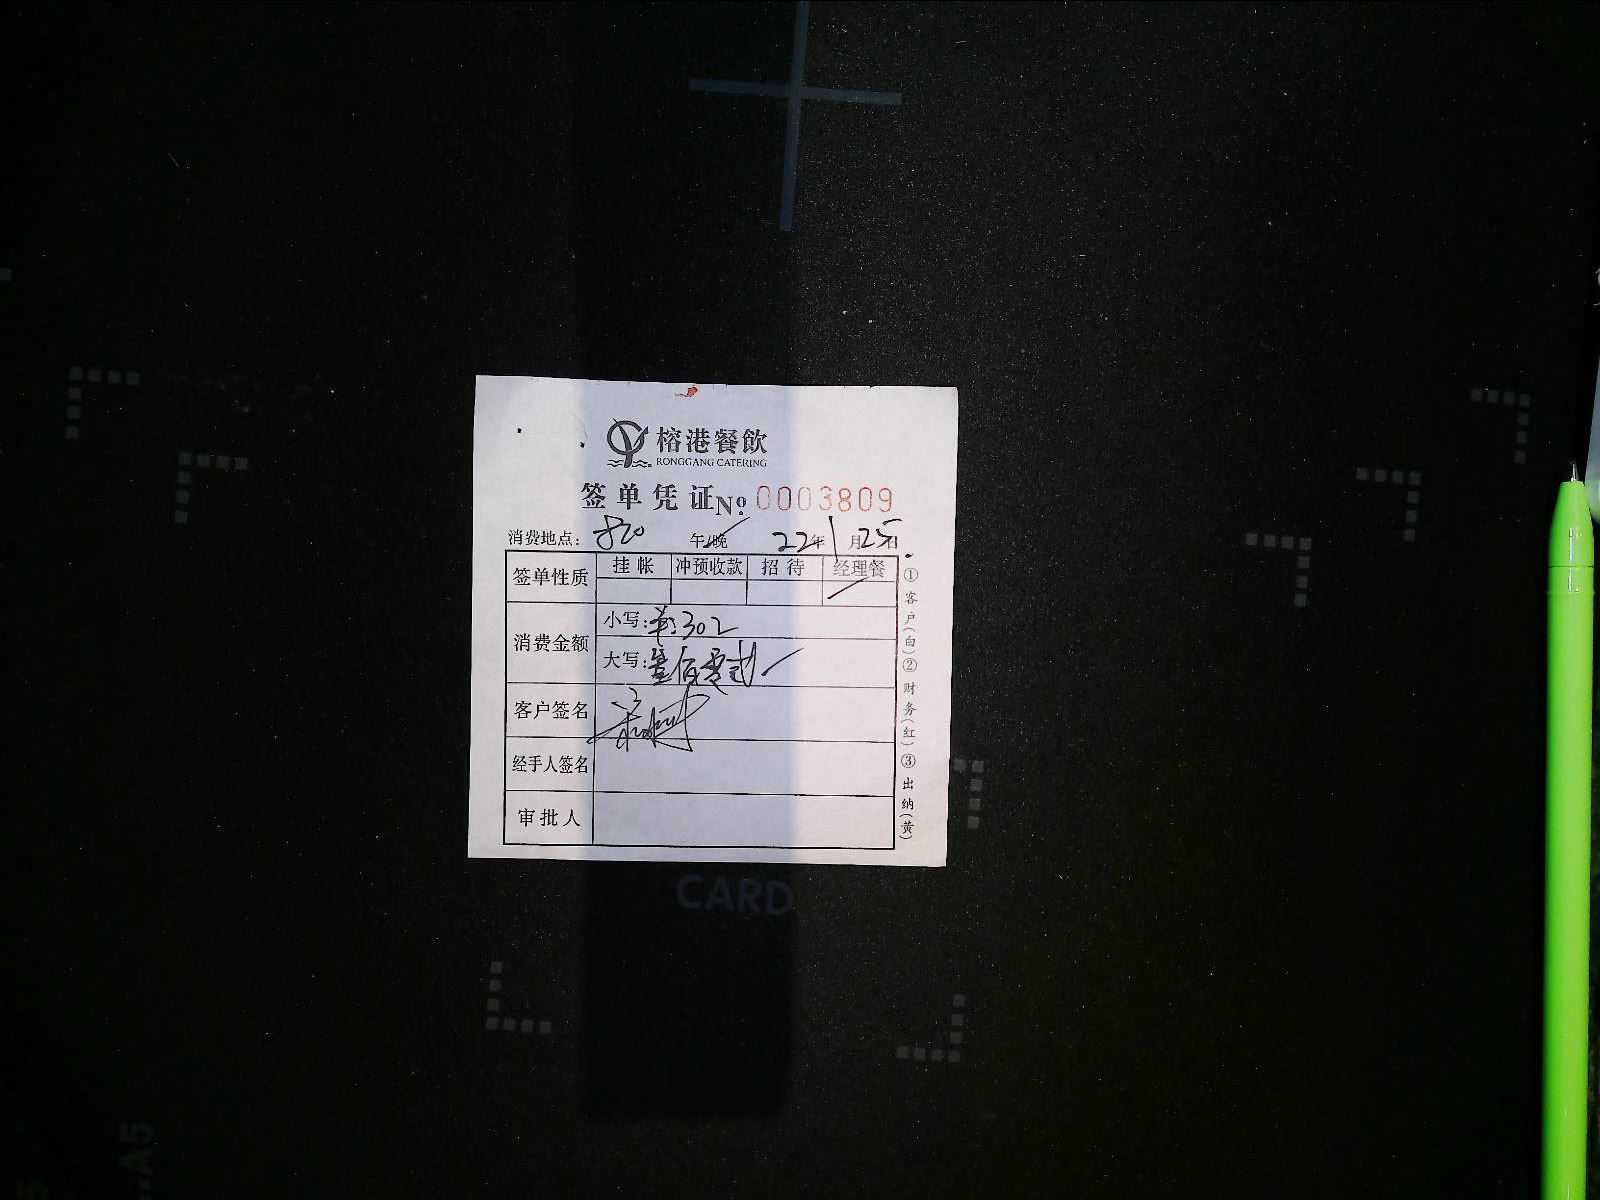 榕港餐飲
RONGGANG CATERING
签单凭证 № 0003809
消费地点: 820 午/晚 22年1月25日
签单性质 挂帐 冲预收款 招待 经理餐
消费金额 小写: 302
大写: 叁佰零贰
客户签名
经手人签名
审批人
①客户(白)②财务(红)③出纳(黄)
CARD
A5